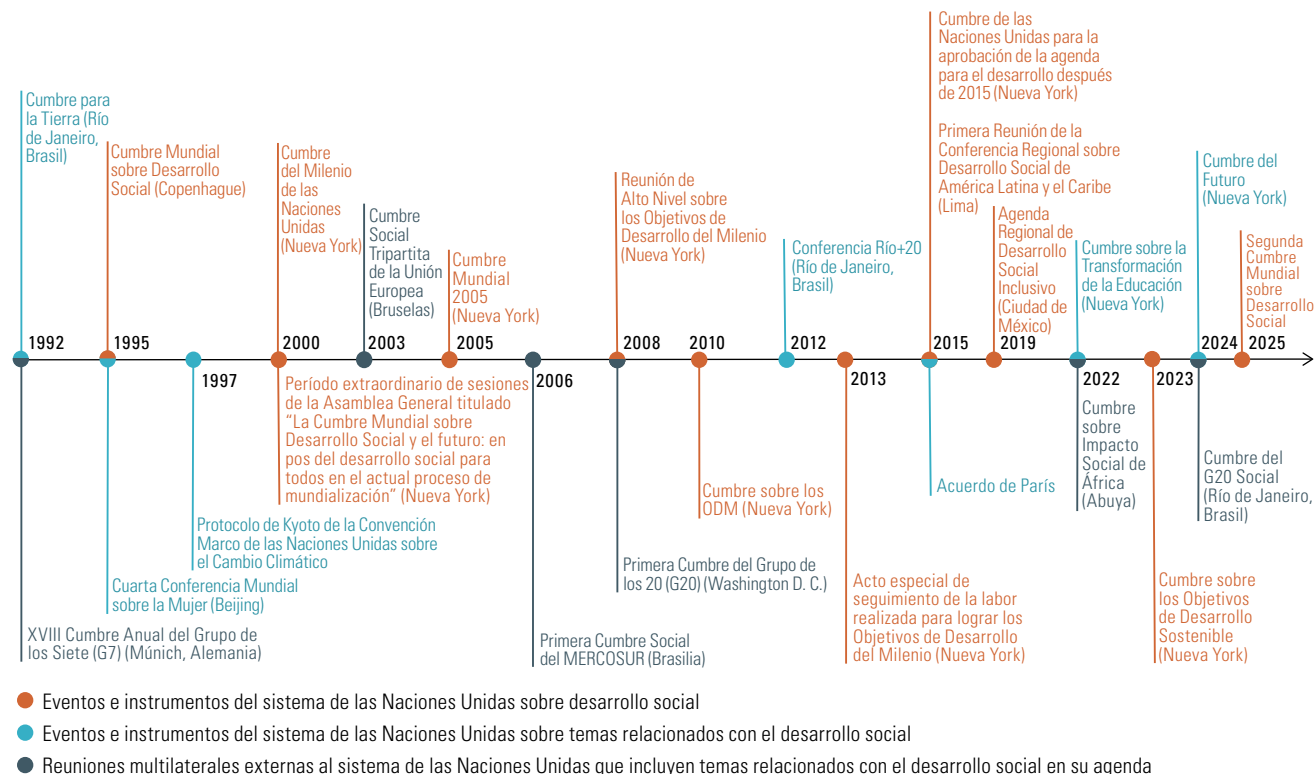 Cumbre para
la Tierra (Río
de Janeiro,
Brasil)
1992
XVIII Cumbre Anual del Grupo de
los Siete (G7) (Múnich, Alemania)
Cumbre Mundial
sobre Desarrollo
Social (Copenhague)
1995
Cuarta Conferencia Mundial
sobre la Mujer (Beijing)
1997
Protocolo de Kyoto de la Convención
Marco de las Naciones Unidas sobre
el Cambio Climático
Cumbre
del Milenio
de las
Naciones
Unidas
(Nueva York)
2000
Período extraordinario de sesiones
de la Asamblea General titulado
“La Cumbre Mundial sobre
Desarrollo Social y el futuro: en
pos del desarrollo social para
todos en el actual proceso de
mundialización” (Nueva York)
Cumbre
Social
Tripartita
de la Unión
Europea
(Bruselas)
2003
Cumbre
Mundial
2005
(Nueva York)
2005
2006
Primera Cumbre Social
del MERCOSUR (Brasilia)
Reunión de
Alto Nivel sobre
los Objetivos de
Desarrollo del Milenio
(Nueva York)
2008
Primera Cumbre del Grupo de
los 20 (G20) (Washington D. C.)
2010
Cumbre sobre los
ODM (Nueva York)
Conferencia Río+20
(Río de Janeiro,
Brasil)
2012
2013
Acto especial de
seguimiento de la labor
realizada para lograr los
Objetivos de Desarrollo
del Milenio (Nueva York)
Cumbre de las
Naciones Unidas para la
aprobación de la agenda
para el desarrollo después
de 2015 (Nueva York)
Primera Reunión de la
Conferencia Regional sobre
Desarrollo Social de
América Latina y el Caribe
(Lima)
2015
Acuerdo de París
Agenda
Regional de
Desarrollo
Social
Inclusivo
(Ciudad de
México)
2019
Cumbre sobre la
Transformación
de la Educación
(Nueva York)
2022
Cumbre
sobre
Impacto
Social de
África
(Abuya)
2023
Cumbre sobre
los Objetivos
de Desarrollo
Sostenible
(Nueva York)
Cumbre del
Futuro
(Nueva York)
2024
Cumbre del
G20 Social
(Río de Janeiro,
Brasil)
Segunda
Cumbre
Mundial
sobre
Desarrollo
Social
2025
Eventos e instrumentos del sistema de las Naciones Unidas sobre desarrollo social
Eventos e instrumentos del sistema de las Naciones Unidas sobre temas relacionados con el desarrollo social
Reuniones multilaterales externas al sistema de las Naciones Unidas que incluyen temas relacionados con el desarrollo social en su agenda